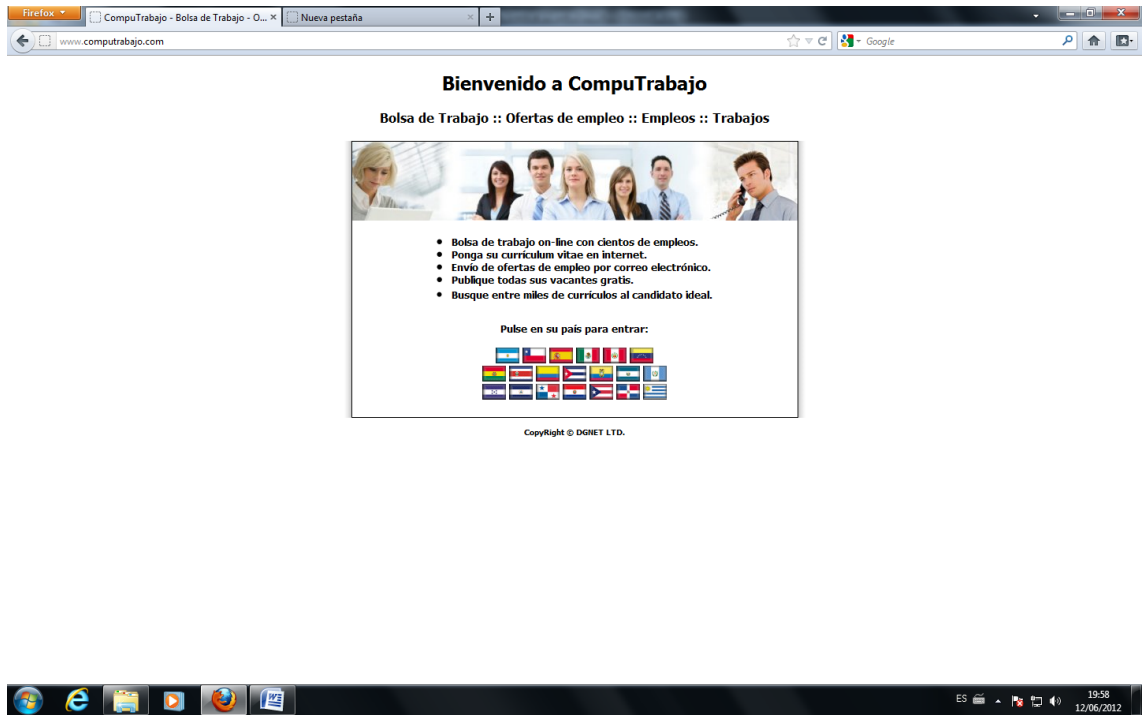 Firefox
CompuTrabajo - Bolsa de Trabajo - O...
Nueva pestaña
www.computrabajo.com
Google
Bienvenido a CompuTrabajo
Bolsa de Trabajo :: Ofertas de empleo :: Empleos :: Trabajos
Bolsa de trabajo on-line con cientos de empleos.
Ponga su curriculum vitae en internet.
Envío de ofertas de empleo por correo electrónico.
Publique todas sus vacantes gratis.
Busque entre miles de currículos al candidato ideal.
Pulse en su país para entrar:
CopyRight © DGNET LTD.
ES
19:58
12/06/2012